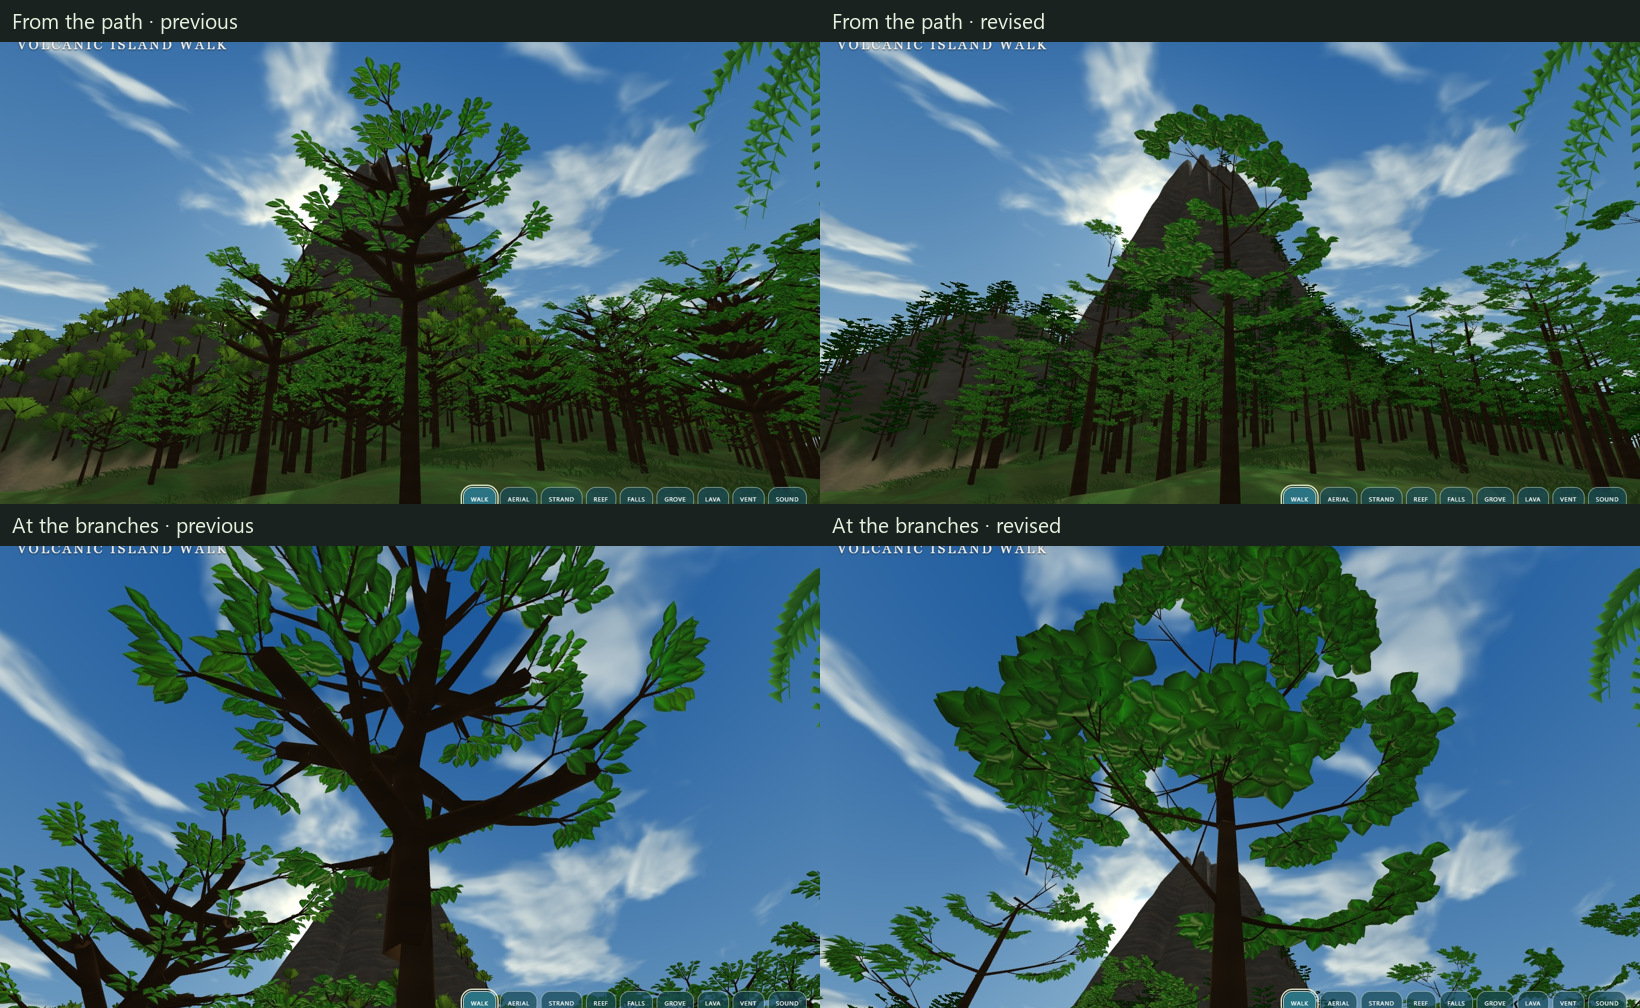 From the path · previous
From the path · revised
VOLCANIC ISLAND WALK
VOLCANIC ISLAND WALK
WALK AERIAL STRAND REEF FALLS GROVE LAVA VENT SOUND
WALK AERIAL STRAND REEF FALLS GROVE LAVA VENT SOUND
At the branches · previous
At the branches · revised
VOLCANIC ISLAND WALK
VOLCANIC ISLAND WALK
WALK AERIAL STRAND REEF FALLS GROVE LAVA VENT SOUND
WALK AERIAL STRAND REEF FALLS GROVE LAVA VENT SOUND